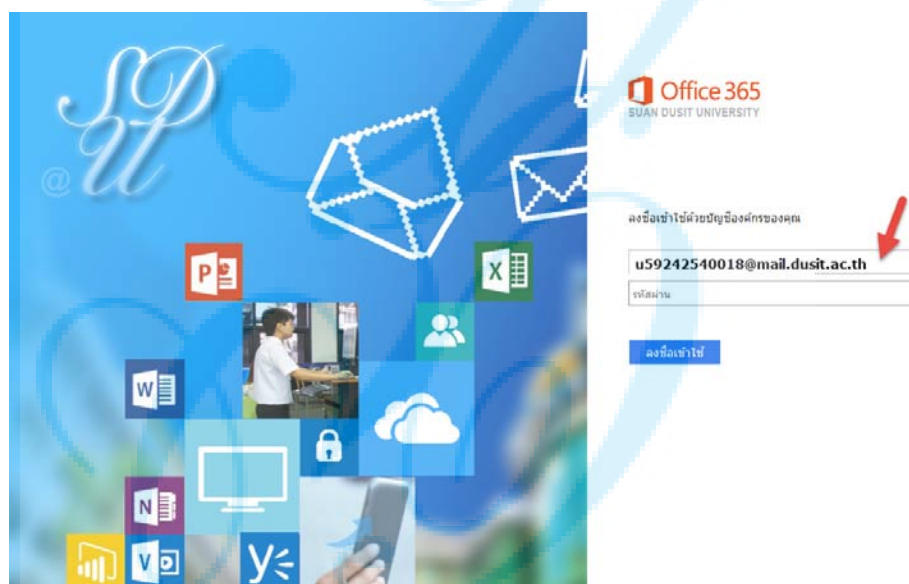 SDU
@
Office 365
SUAN DUSIT UNIVERSITY
ลงชื่อเข้าใช้ด้วยบัญชีองค์กรของคุณ
u59242540018@mail.dusit.ac.th
รหัสผ่าน
ลงชื่อเข้าใช้
P
X
W
N
V